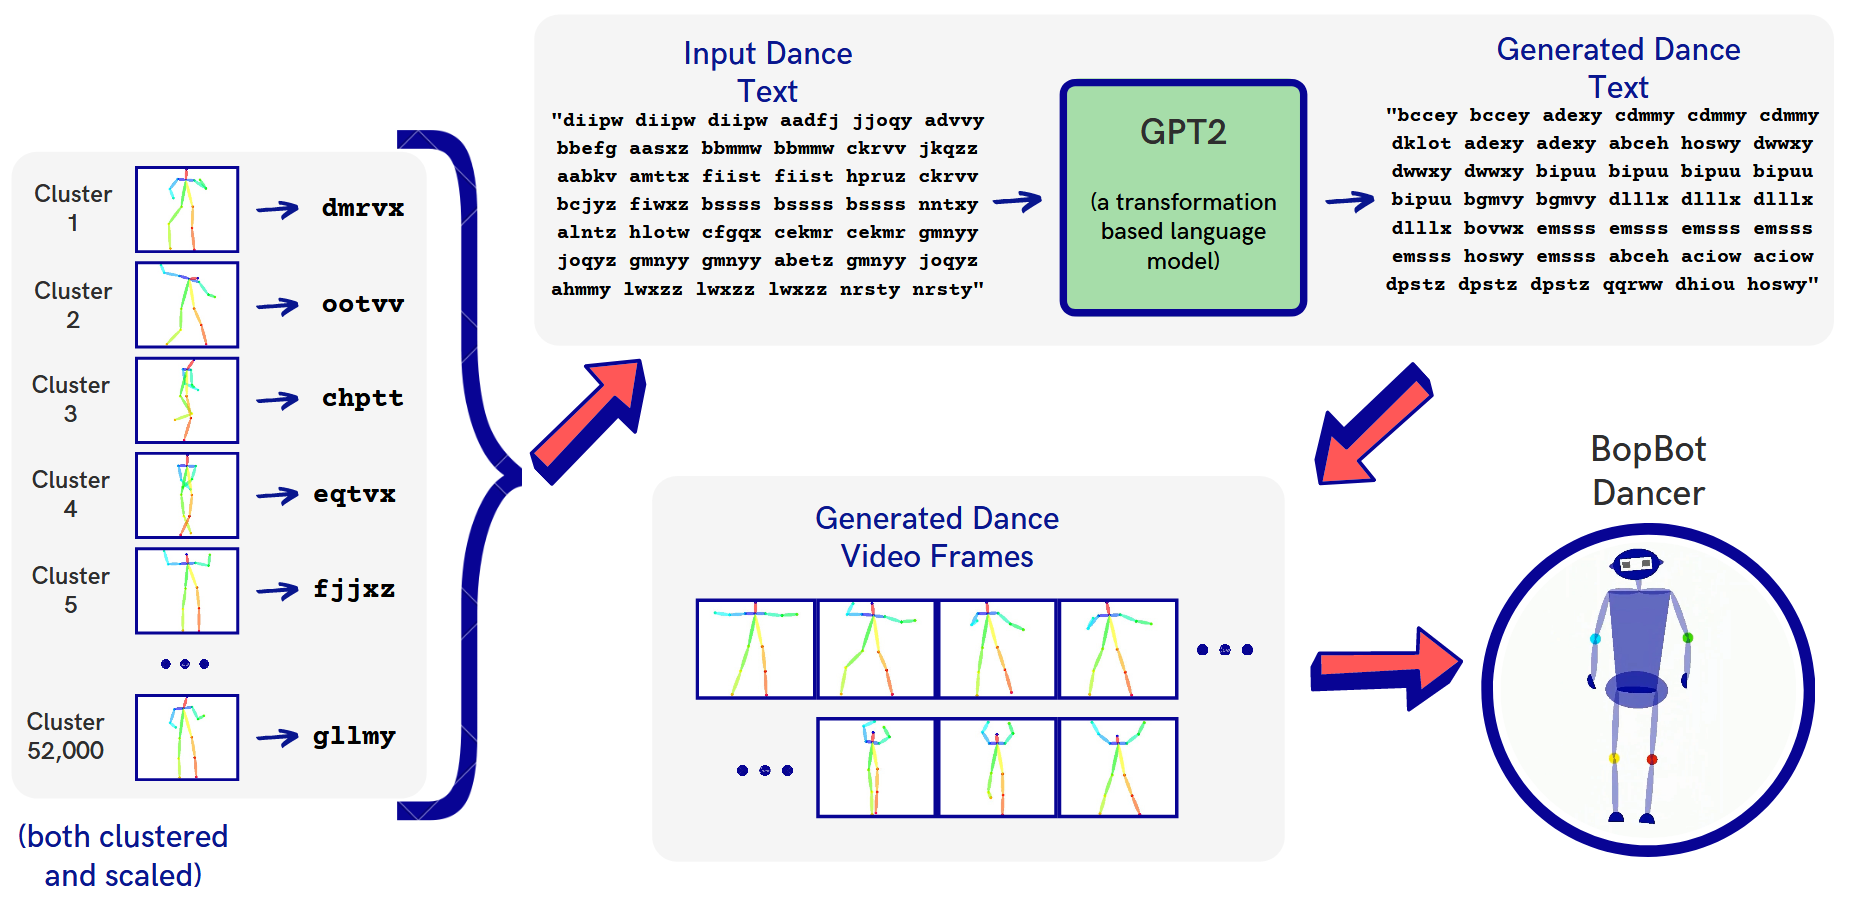 Cluster
1
dmrvx
Cluster
2
ootvv
Cluster
3
chptt
Cluster
4
eqtvx
Cluster
5
fjjxz
Cluster
52,000
gllmy
(both clustered
and scaled)
Input Dance
Text
"diipw diipw diipw aadfj jjoqy advvy
bbefg aasxz bbmmw bbmmw ckrvv jkqzz
aabkv amttx fiist fiist hpruz ckrvv
bcjyz fiwxz bssss bssss bssss nntxy
alntz hlotw cfgqx cekmr cekmr gmnyy
joqyz gmnyy gmnyy abetz gmnyy joqyz
ahmmy lwxzz lwxzz lwxzz nrsty nrsty"
GPT2
(a transformation
based language
model)
Generated Dance
Text
"bccey bccey adexy cdmmy cdmmy cdmmy
dklot adexy adexy abceh hoswy dwwxy
dwwxy dwwxy bipuu bipuu bipuu bipuu
bipuu bgmvy bgmvy dlllx dlllx dlllx
dlllx bovwx emsss emsss emsss emsss
emsss hoswy emsss abceh aciow aciow
dpstz dpstz dpstz qqrww dhiou hoswy"
Generated Dance
Video Frames
BopBot
Dancer